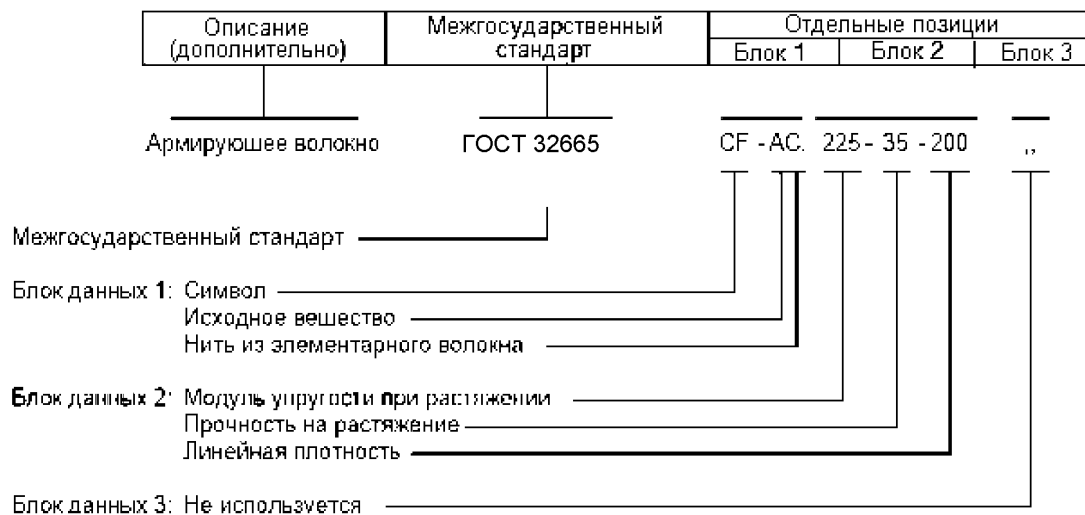 Описание (дополнительно)
Межгосударственный стандарт
Отдельные позиции
Блок 1
Блок 2
Блок 3
Армируюшее волокно
ГОСТ 32665
CF - AC. 225 - 35 - 200 ,,
Межгосударственный стандарт
Блок данных 1: Символ
Исходное вешество
Нить из элементарного волокна
Блок данных 2: Модуль упругости при растяжении
Прочность на растяжение
Линейная плотность
Блок данных 3: Не используется